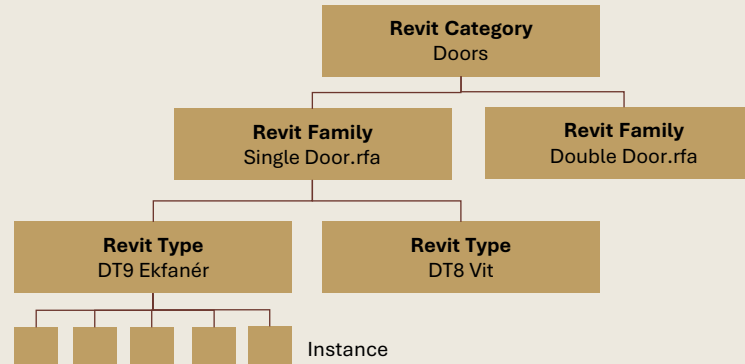 Revit Category
Doors
Revit Family
Single Door.rfa
Revit Family
Double Door.rfa
Revit Type
DT9 Ekfanér
Revit Type
DT8 Vit
Instance